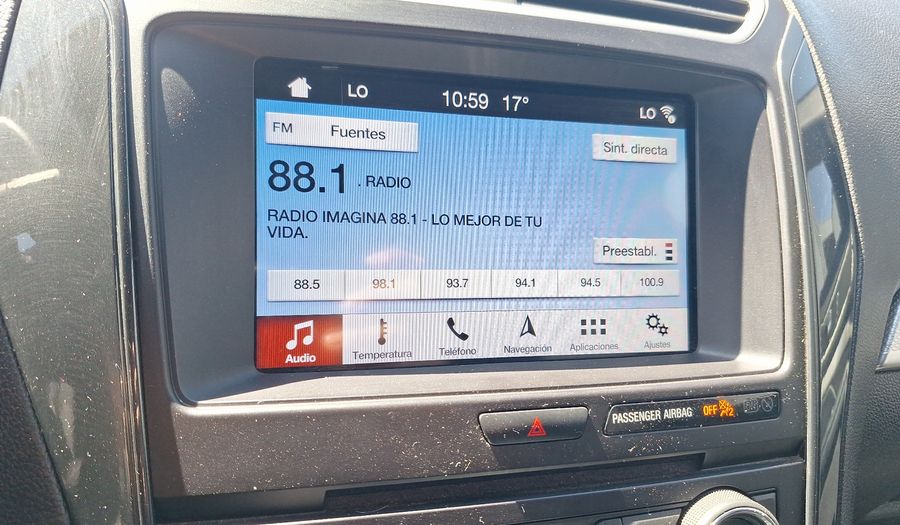 LO
10:59 17°
LO
FM Fuentes
Sint. directa
88.1 . RADIO
RADIO IMAGINA 88.1 - LO MEJOR DE TU
VIDA.
Preestabl.
88.5 98.1 93.7 94.1 94.5 100.9
Audio Temperatura Teléfono Navegación Aplicaciones Ajustes
PASSENGER AIRBAG OFF